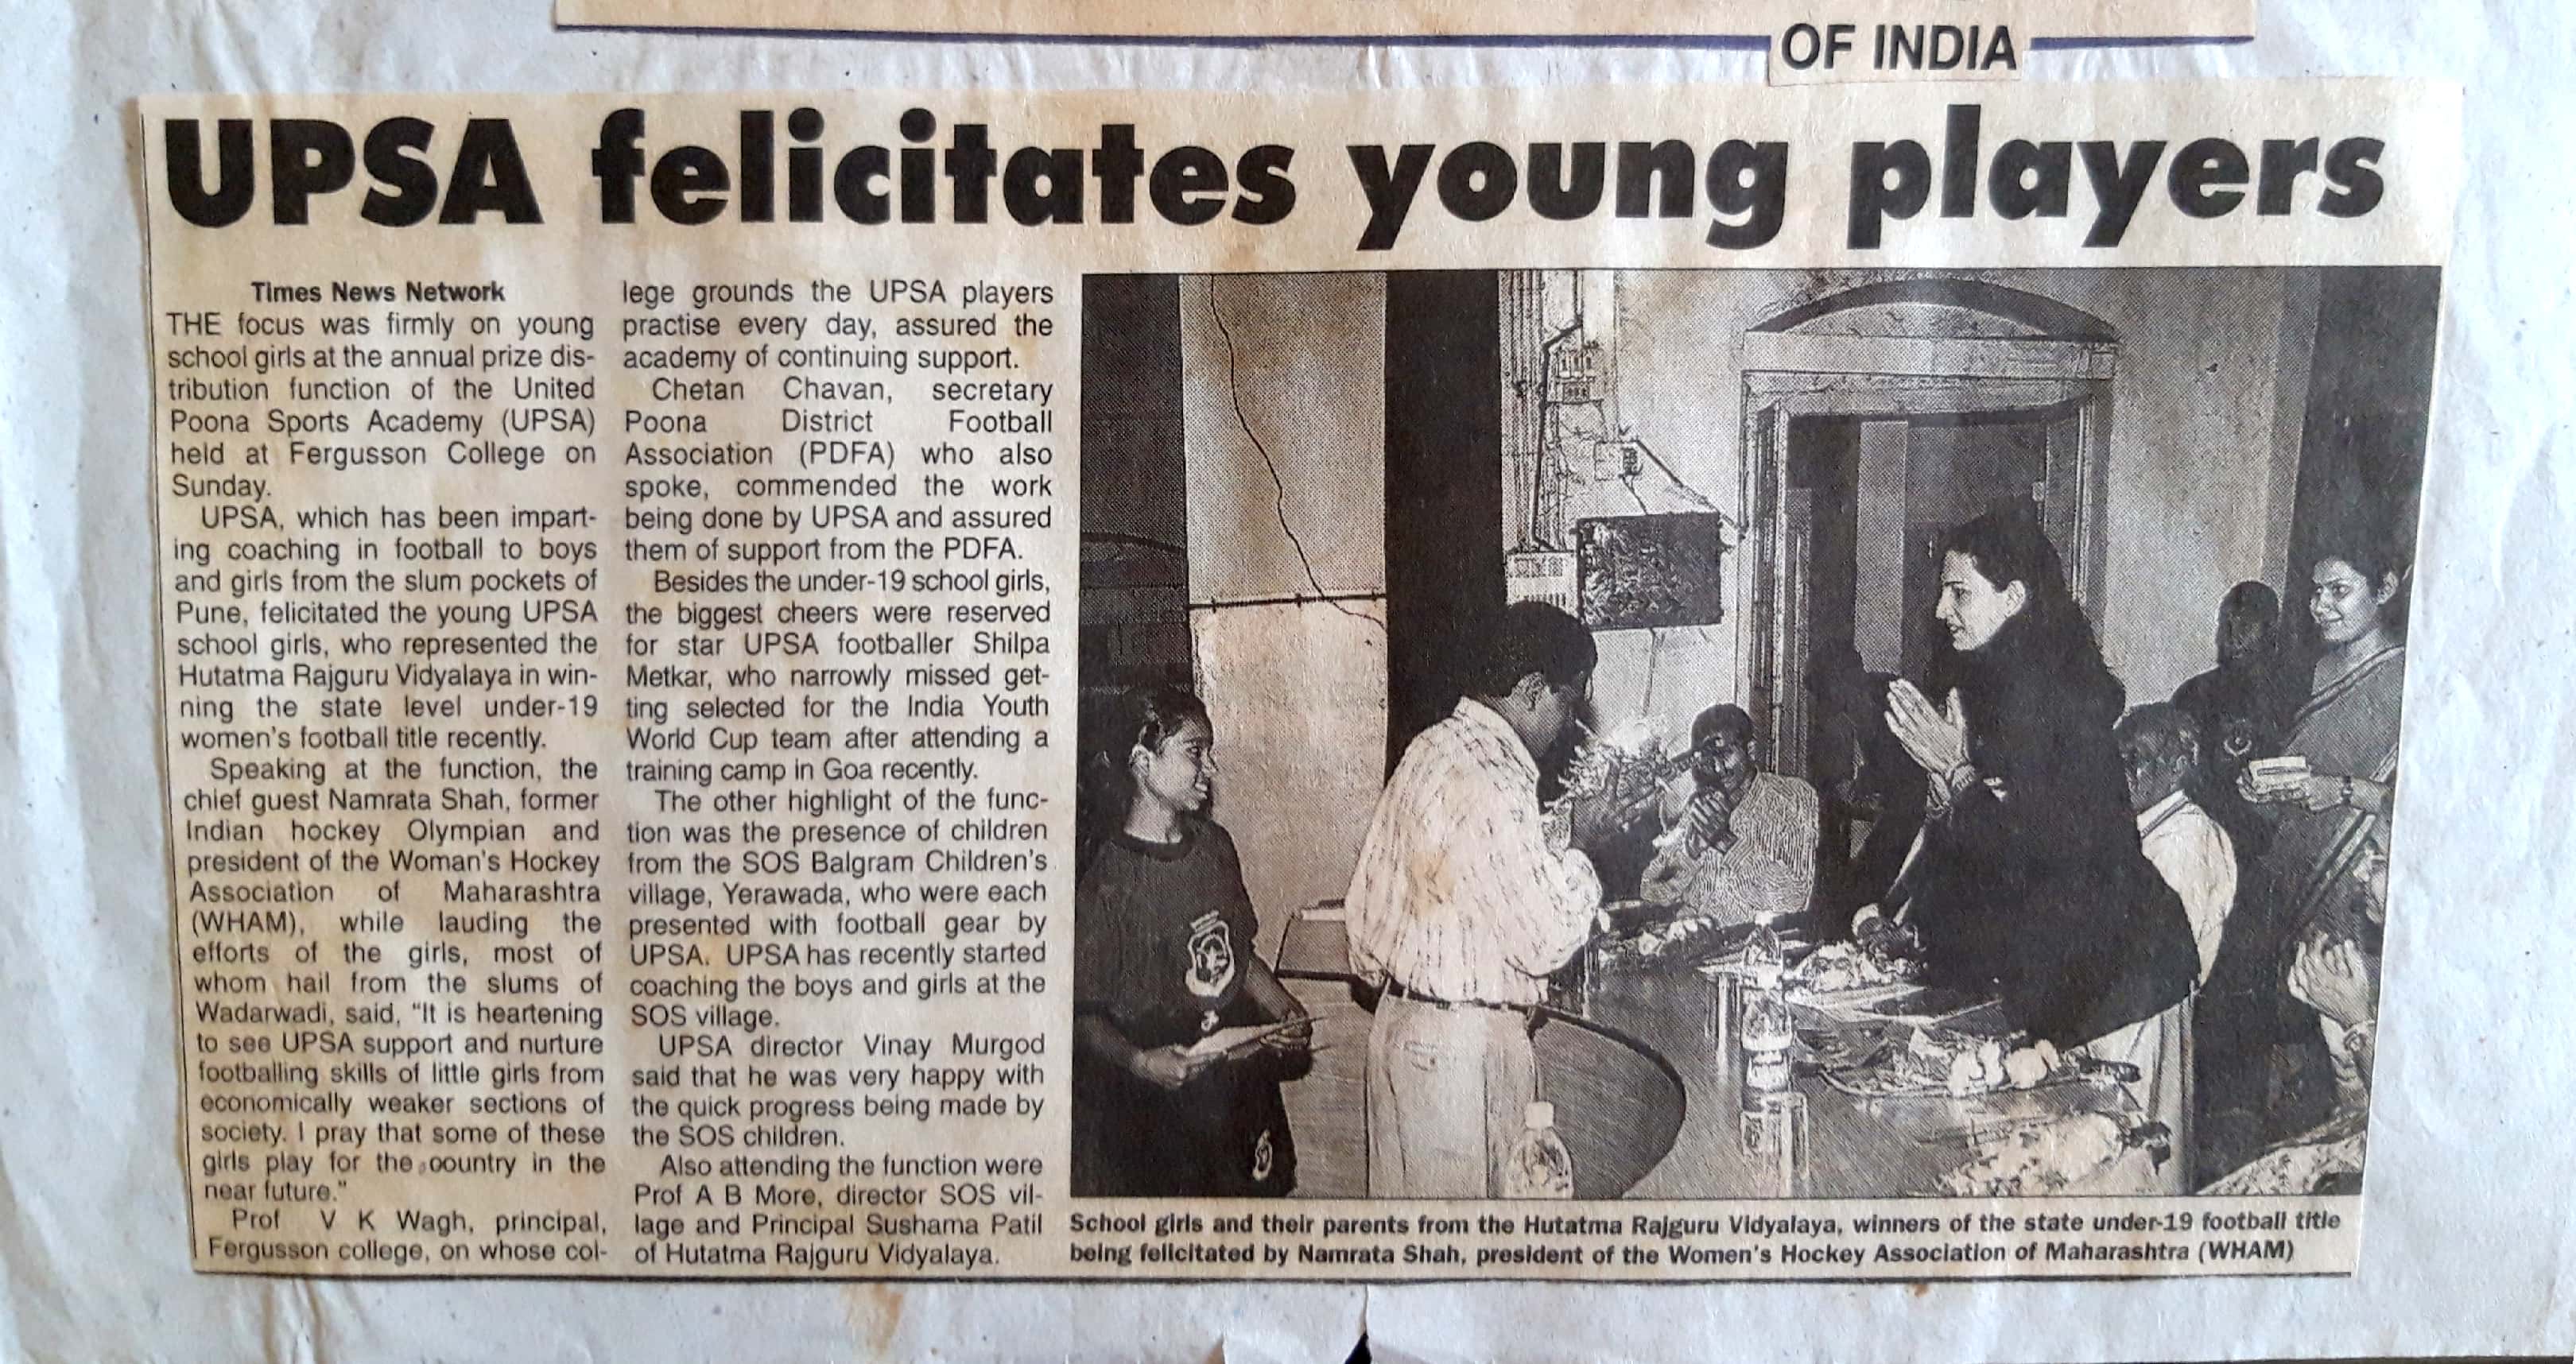 OF INDIA
UPSA felicitates young players
Times News Network
THE focus was firmly on young
school girls at the annual prize dis-
tribution function of the United
Poona Sports Academy (UPSA)
held at Fergusson College on
Sunday.
UPSA, which has been impart-
ing coaching in football to boys
and girls from the slum pockets of
Pune, felicitated the young UPSA
school girls, who represented the
Hutatma Rajguru Vidyalaya in win-
ning the state level under-19
women's football title recently.
Speaking at the function, the
chief guest Namrata Shah, former
Indian hockey Olympian and
president of the Woman's Hockey
Association of Maharashtra
(WHAM), while lauding the
efforts of the girls, most of
whom hail from the slums of
Wadarwadi, said, "It is heartening
to see UPSA support and nurture
footballing skills of little girls from
economically weaker sections of
society. I pray that some of these
girls play for the country in the
near future."
Prof V K Wagh, principal,
Fergusson college, on whose col-
lege grounds the UPSA players
practise every day, assured the
academy of continuing support.
Chetan Chavan, secretary
Poona District Football
Association (PDFA) who also
spoke, commended the work
being done by UPSA and assured
them of support from the PDFA.
Besides the under-19 school girls,
the biggest cheers were reserved
for star UPSA footballer Shilpa
Metkar, who narrowly missed get-
ting selected for the India Youth
World Cup team after attending a
training camp in Goa recently.
The other highlight of the func-
tion was the presence of children
from the SOS Balgram Children's
village, Yerawada, who were each
presented with football gear by
UPSA. UPSA has recently started
coaching the boys and girls at the
SOS village.
UPSA director Vinay Murgod
said that he was very happy with
the quick progress being made by
the SOS children.
Also attending the function were
Prof A B More, director SOS vil-
lage and Principal Sushama Patil
of Hutatma Rajguru Vidyalaya.
School girls and their parents from the Hutatma Rajguru Vidyalaya, winners of the state under-19 football title
being felicitated by Namrata Shah, president of the Women's Hockey Association of Maharashtra (WHAM)